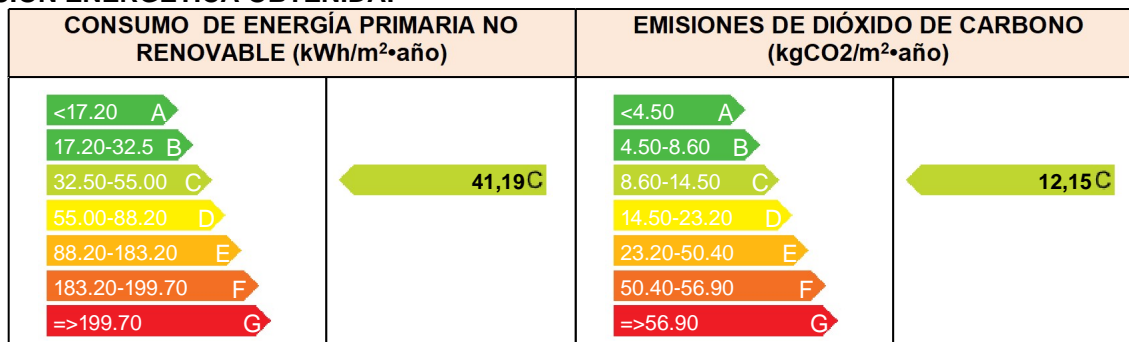 CONSUMO DE ENERGÍA PRIMARIA NO
RENOVABLE (kWh/m²•año)
EMISIONES DE DIÓXIDO DE CARBONO
(kgCO2/m²•año)
<17.20 A
17.20-32.5 B
32.50-55.00 C
55.00-88.20 D
88.20-183.20 E
183.20-199.70 F
=>199.70 G
41,19 C
<4.50 A
4.50-8.60 B
8.60-14.50 C
14.50-23.20 D
23.20-50.40 E
50.40-56.90 F
=>56.90 G
12,15 C